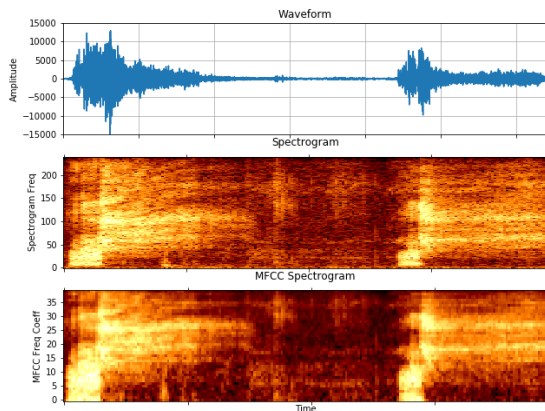 Waveform
15000
10000
5000
0
−5000
−10000
−15000
Amplitude
Spectrogram
200
150
100
50
0
Spectrogram Freq
MFCC Spectrogram
35
30
25
20
15
10
5
0
MFCC Freq Coeff
Time